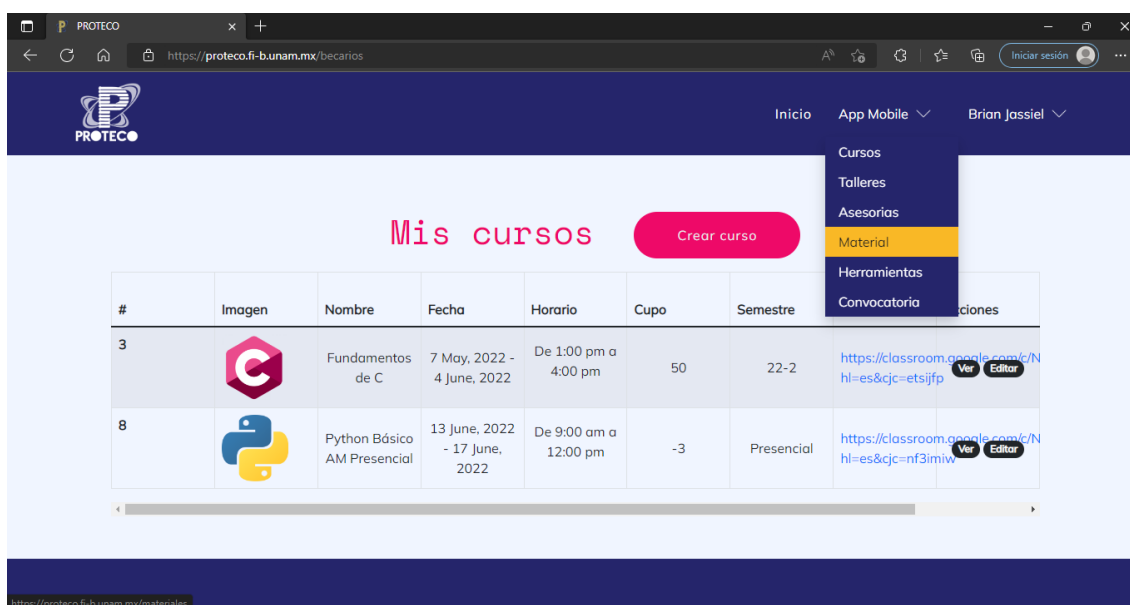 P PROTECO
https://proteco.fi-b.unam.mx/becarios
Iniciar sesión
PROTECO
Inicio
App Mobile
Brian Jassiel
Cursos
Talleres
Asesorias
Material
Herramientas
Convocatoria
Mis cursos
Crear curso
# Imagen Nombre Fecha Horario Cupo Semestre cciones
3
Fundamentos
de C
7 May, 2022 -
4 June, 2022
De 1:00 pm a
4:00 pm
50
22-2
https://classroom.google.com/c/N
hl=es&cjc=etsijfp
Ver Editar
8
Python Básico
AM Presencial
13 June, 2022
- 17 June,
2022
De 9:00 am a
12:00 pm
-3
Presencial
https://classroom.google.com/c/N
hl=es&cjc=nf3imiw
Ver Editar
https://proteco.fi-b.unam.mx/materiales